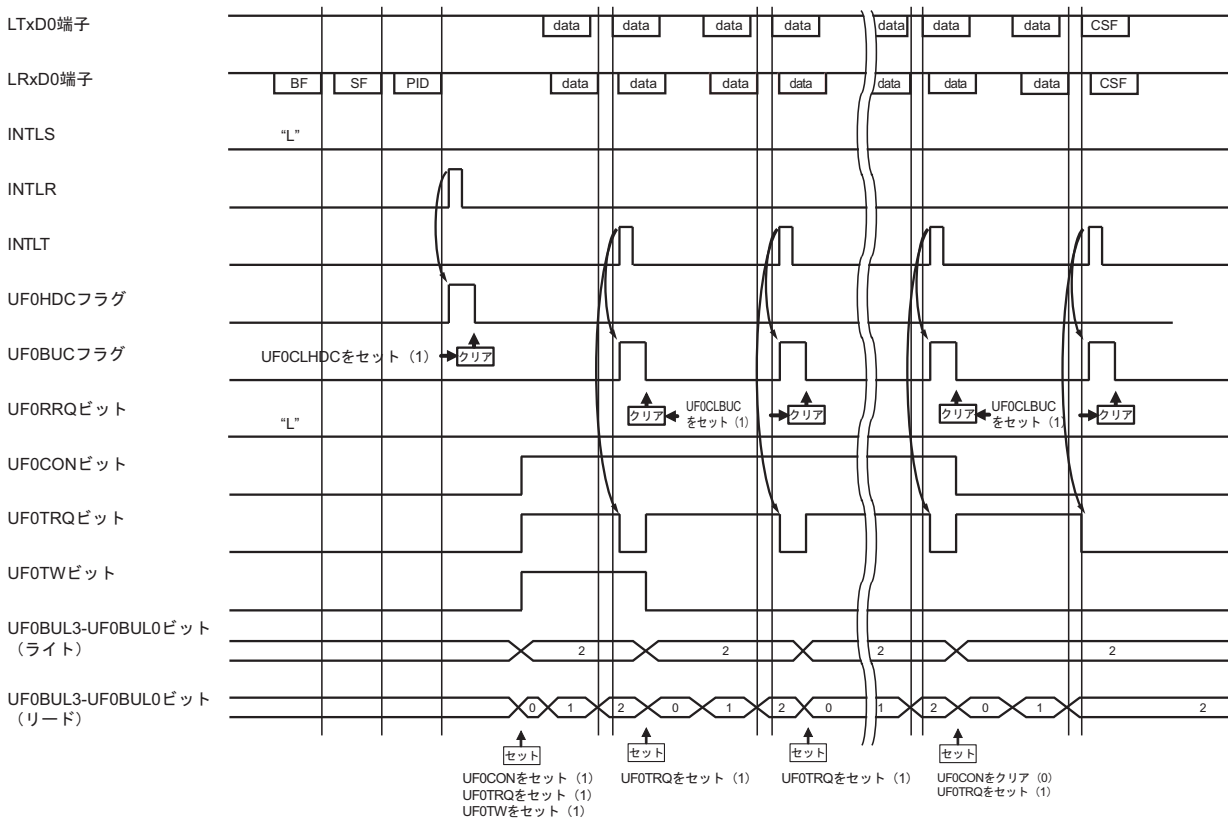 LTxD0端子 data data data data data data data CSF
LRxD0端子 BF SF PID data data data data data data data CSF
INTLS “L”
INTLR
INTLT
UF0HDCフラグ
UF0BUCフラグ UF0CLHDCをセット（1） クリア
UF0RRQビット “L” クリア UF0CLBUC クリア クリア UF0CLBUC クリア
をセット（1） をセット（1）
UF0CONビット
UF0TRQビット
UF0TWビット
UF0BUL3-UF0BUL0ビット
（ライト） 2 2 2 2
UF0BUL3-UF0BUL0ビット
（リード） 0 1 2 0 1 2 0 1 2 0 1 2
セット セット セット セット
UF0CONをセット（1） UF0TRQをセット（1） UF0TRQをセット（1） UF0CONをクリア（0）
UF0TRQをセット（1） UF0TRQをセット（1）
UF0TWをセット（1）